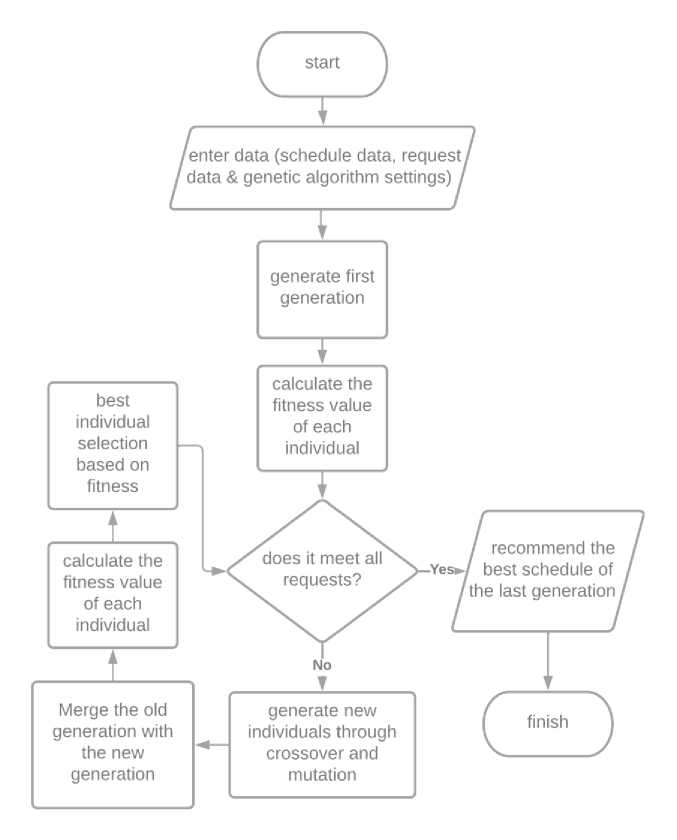 start
enter data (schedule data, request
data & genetic algorithm settings)
generate first
generation
calculate the
fitness value
of each
individual
best
individual
selection
based on
fitness
does it meet all
requests?
Yes
recommend the
best schedule of
the last generation
calculate the
fitness value
of each
individual
No
generate new
individuals through
crossover and
mutation
Merge the old
generation with
the new
generation
finish